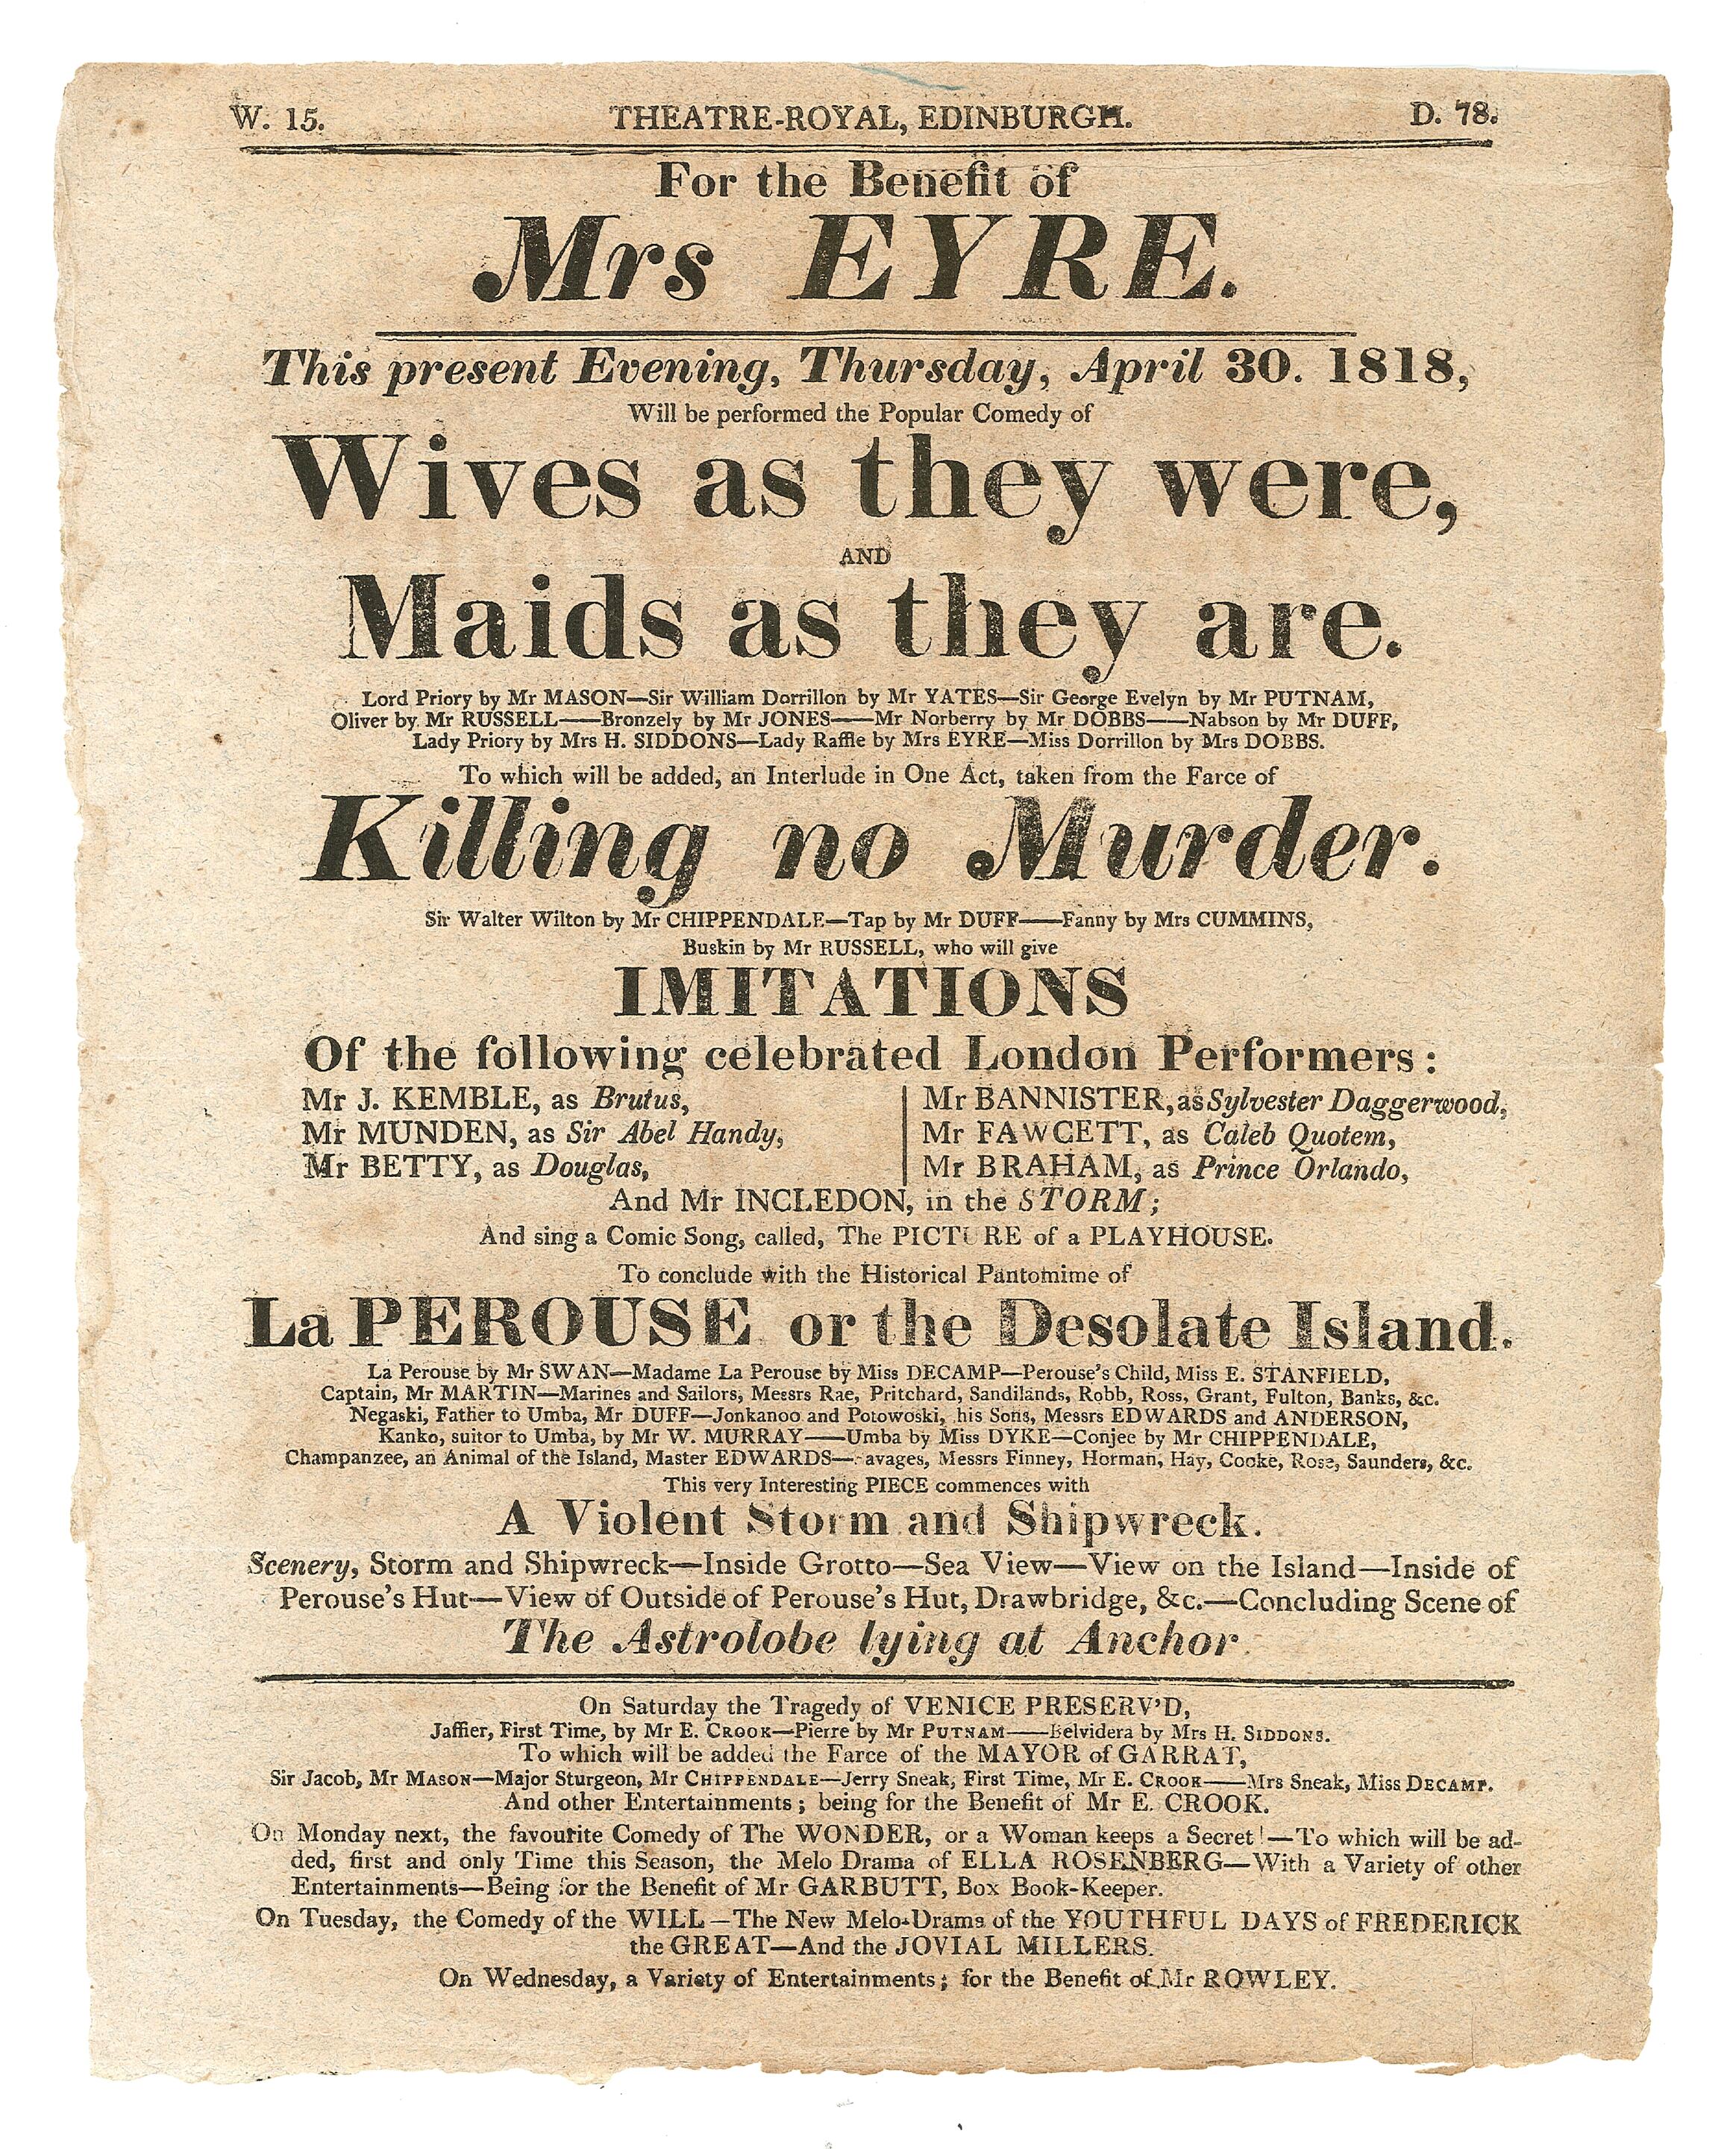 W. 15. THEATRE-ROYAL, EDINBURGH. D. 78.
For the Benefit of
Mrs EYRE.
This present Evening, Thursday, April 30. 1818,
Will be performed the Popular Comedy of
Wives as they were,
AND
Maids as they are.
Lord Priory by Mr MASON—Sir William Dorrillon by Mr YATES—Sir George Evelyn by Mr PUTNAM,
Oliver by Mr RUSSELL——Bronzely by Mr JONES——Mr Norberry by Mr DOBBS——Nabson by Mr DUFF,
Lady Priory by Mrs H. SIDDONS—Lady Raffle by Mrs EYRE—Miss Dorrillon by Mrs DOBBS.
To which will be added, an Interlude in One Act, taken from the Farce of
Killing no Murder.
Sir Walter Wilton by Mr CHIPPENDALE—Tap by Mr DUFF——Fanny by Mrs CUMMINS,
Buskin by Mr RUSSELL, who will give
IMITATIONS
Of the following celebrated London Performers:
Mr J. KEMBLE, as Brutus,
Mr MUNDEN, as Sir Abel Handy,
Mr BETTY, as Douglas,
Mr BANNISTER, as Sylvester Daggerwood,
Mr FAWCETT, as Caleb Quotem,
Mr BRAHAM, as Prince Orlando,
And Mr INCLEDON, in the STORM;
And sing a Comic Song, called, The PICTURE of a PLAYHOUSE.
To conclude with the Historical Pantomime of
La PEROUSE or the Desolate Island.
La Perouse by Mr SWAN—Madame La Perouse by Miss DECAMP—Perouse's Child, Miss E. STANFIELD,
Captain, Mr MARTIN—Marines and Sailors, Messrs Rae, Pritchard, Sandilands, Robb, Ross, Grant, Fulton, Banks, &c.
Negaski, Father to Umba, Mr DUFF—Jonkanoo and Potowoski, his Sons, Messrs EDWARDS and ANDERSON,
Kanko, suitor to Umba, by Mr W. MURRAY——Umba by Miss DYKE—Conjee by Mr CHIPPENDALE,
Champanzee, an Animal of the Island, Master EDWARDS—Savages, Messrs Finney, Horman, Hay, Cooke, Rose, Saunders, &c.
This very Interesting PIECE commences with
A Violent Storm and Shipwreck.
Scenery, Storm and Shipwreck—Inside Grotto—Sea View—View on the Island—Inside of
Perouse's Hut—View of Outside of Perouse's Hut, Drawbridge, &c.—Concluding Scene of
The Astrolobe lying at Anchor.
On Saturday the Tragedy of VENICE PRESERV'D,
Jaffier, First Time, by Mr E. CROOK—Pierre by Mr PUTNAM——Belvidera by Mrs H. SIDDONS.
To which will be added the Farce of the MAYOR of GARRAT,
Sir Jacob, Mr MASON—Major Sturgeon, Mr CHIPPENDALE—Jerry Sneak, First Time, Mr E. CROOK——Mrs Sneak, Miss DECAMP.
And other Entertainments; being for the Benefit of Mr E. CROOK.
On Monday next, the favourite Comedy of The WONDER, or a Woman keeps a Secret!—To which will be ad-
ded, first and only Time this Season, the Melo Drama of ELLA ROSENBERG—With a Variety of other
Entertainments—Being for the Benefit of Mr GARBUTT, Box Book-Keeper.
On Tuesday, the Comedy of the WILL—The New Melo-Drama of the YOUTHFUL DAYS of FREDERICK
the GREAT—And the JOVIAL MILLERS.
On Wednesday, a Variety of Entertainments; for the Benefit of Mr ROWLEY.